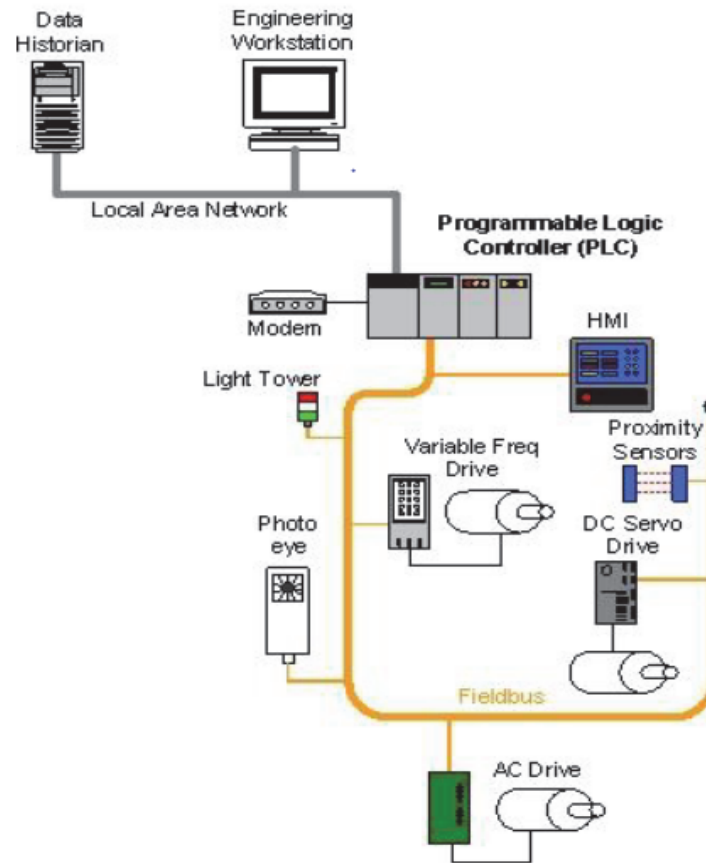 Data
Historian
Engineering
Workstation
Local Area Network
Programmable Logic
Controller (PLC)
Modem
HMI
Light Tower
Proximity
Sensors
Variable Freq
Drive
Photo
eye
DC Servo
Drive
Fieldbus
AC Drive